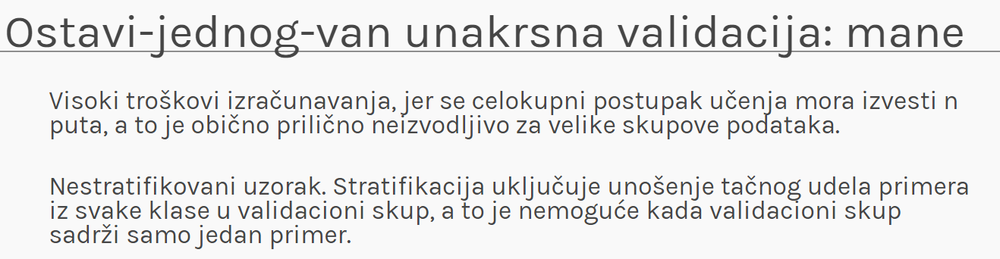 Ostavi-jednog-van unakrsna validacija: mane
Visoki troškovi izračunavanja, jer se celokupni postupak učenja mora izvesti n
puta, a to je obično prilično neizvodljivo za velike skupove podataka.
Nestratifikovani uzorak. Stratifikacija uključuje unošenje tačnog udela primera
iz svake klase u validacioni skup, a to je nemoguće kada validacioni skup
sadrži samo jedan primer.